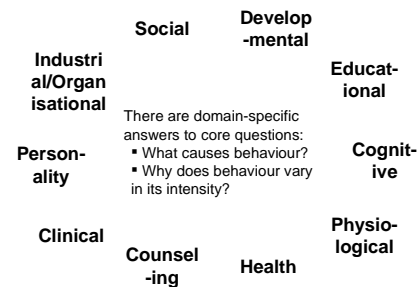 Social
Develop
-mental
Industri
al/Organ
isational
Educat-
ional
There are domain-specific
answers to core questions:
▪ What causes behaviour?
▪ Why does behaviour vary
in its intensity?
Person-
ality
Cognit-
ive
Clinical
Physio-
logical
Counsel
-ing
Health